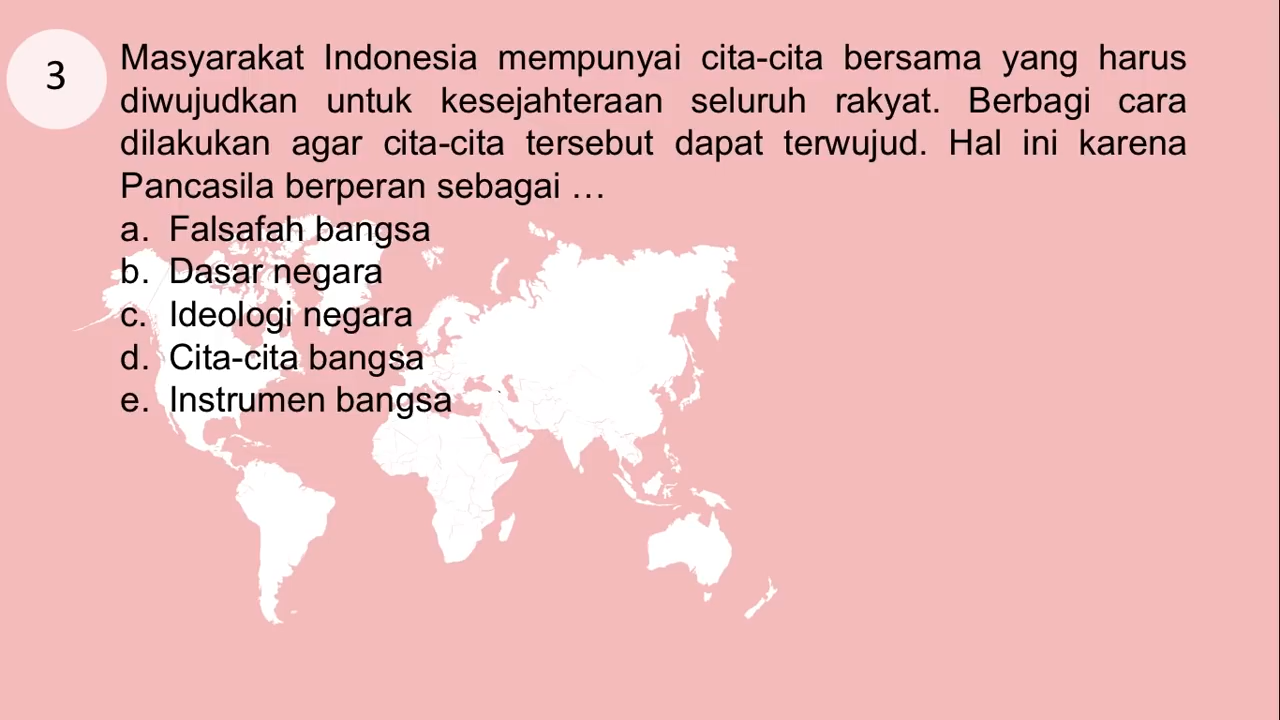 3
Masyarakat Indonesia mempunyai cita-cita bersama yang harus
diwujudkan untuk kesejahteraan seluruh rakyat. Berbagi cara
dilakukan agar cita-cita tersebut dapat terwujud. Hal ini karena
Pancasila berperan sebagai …
a. Falsafah bangsa
b. Dasar negara
c. Ideologi negara
d. Cita-cita bangsa
e. Instrumen bangsa